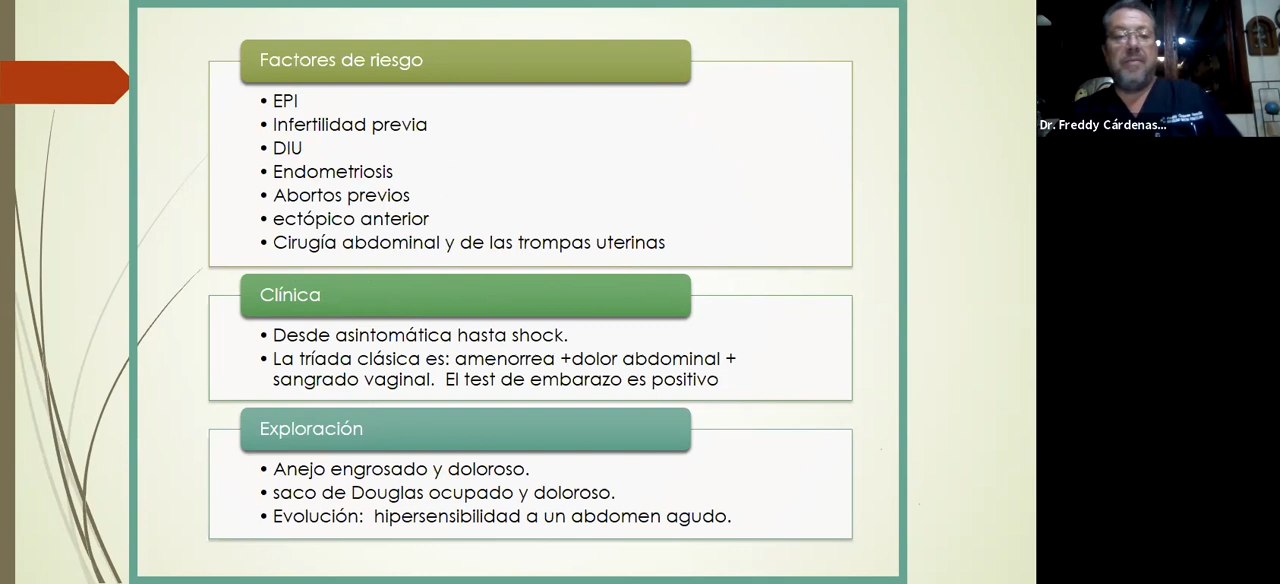 Factores de riesgo
• EPI
• Infertilidad previa
• DIU
• Endometriosis
• Abortos previos
• ectópico anterior
• Cirugía abdominal y de las trompas uterinas
Clínica
• Desde asintomática hasta shock.
• La tríada clásica es: amenorrea +dolor abdominal +
sangrado vaginal.  El test de embarazo es positivo
Exploración
• Anejo engrosado y doloroso.
• saco de Douglas ocupado y doloroso.
• Evolución:  hipersensibilidad a un abdomen agudo.
Dr. Freddy Cárdenas...